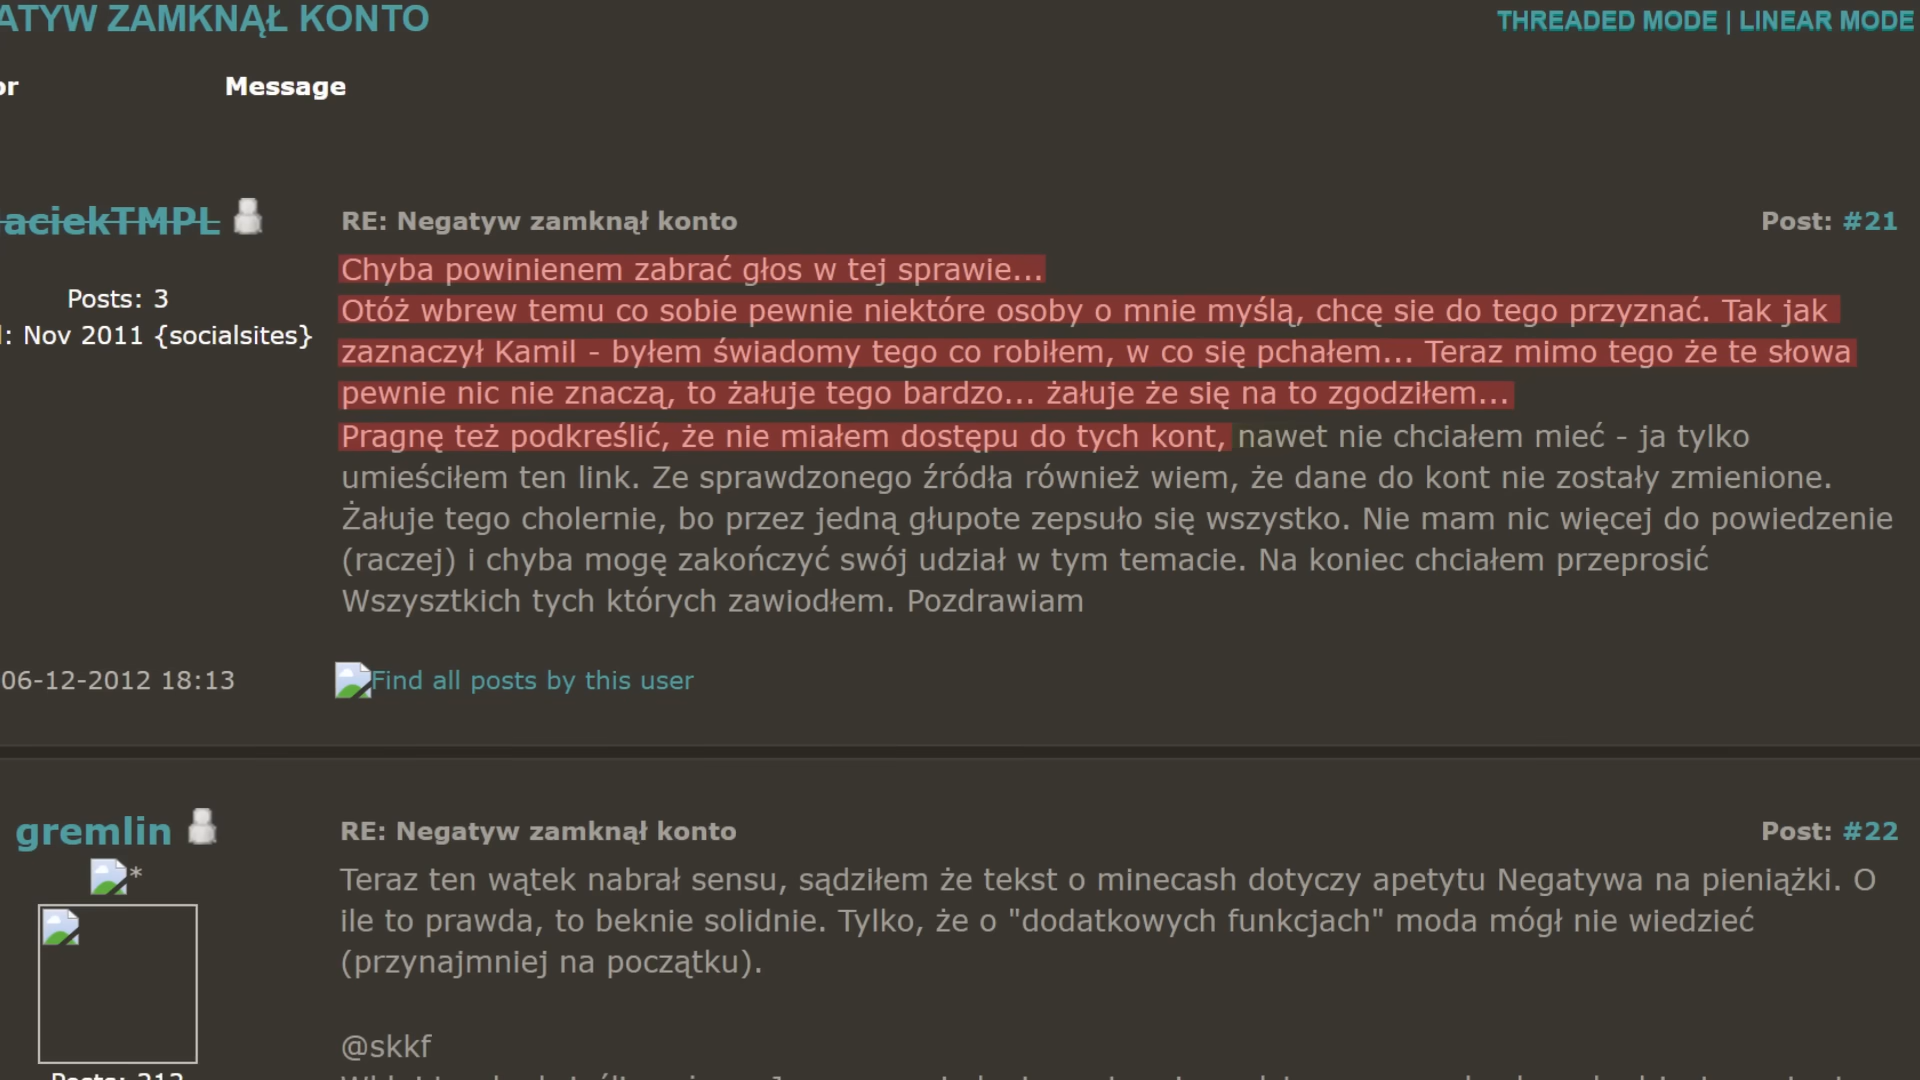 ATYW ZAMKNĄŁ KONTO
THREADED MODE | LINEAR MODE
or
Message
aciekTMPL
RE: Negatyw zamknął konto
Post: #21
Chyba powinienem zabrać głos w tej sprawie...
Otóż wbrew temu co sobie pewnie niektóre osoby o mnie myślą, chcę sie do tego przyznać. Tak jak
zaznaczył Kamil - byłem świadomy tego co robiłem, w co się pchałem... Teraz mimo tego że te słowa
pewnie nic nie znaczą, to żałuje tego bardzo... żałuje że się na to zgodziłem...
Pragnę też podkreślić, że nie miałem dostępu do tych kont, nawet nie chciałem mieć - ja tylko
umieściłem ten link. Ze sprawdzonego źródła również wiem, że dane do kont nie zostały zmienione.
Żałuje tego cholernie, bo przez jedną głupote zepsuło się wszystko. Nie mam nic więcej do powiedzenie
(raczej) i chyba mogę zakończyć swój udział w tym temacie. Na koniec chciałem przeprosić
Wszysztkich tych których zawiodłem. Pozdrawiam
Posts: 3
: Nov 2011 {socialsites}
06-12-2012 18:13
Find all posts by this user
gremlin
*
RE: Negatyw zamknął konto
Post: #22
Teraz ten wątek nabrał sensu, sądziłem że tekst o minecash dotyczy apetytu Negatywa na pieniążki. O
ile to prawda, to beknie solidnie. Tylko, że o "dodatkowych funkcjach" moda mógł nie wiedzieć
(przynajmniej na początku).
@skkf
Posts: 212